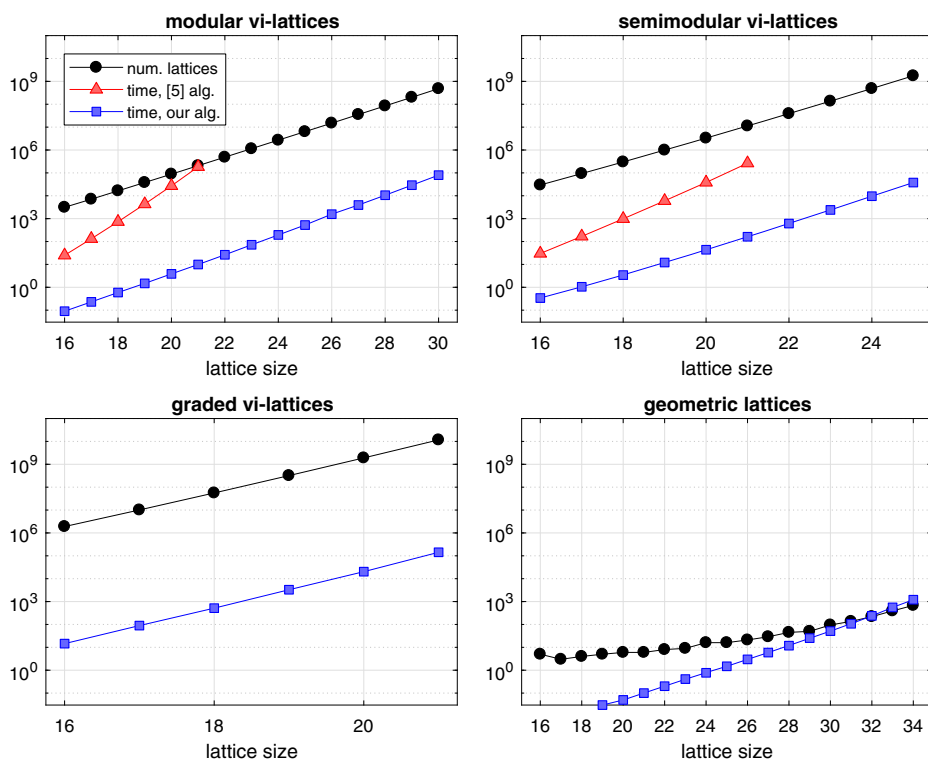 modular vi-lattices
semimodular vi-lattices
num. lattices
time, [5] alg.
time, our alg.
10^9
10^6
10^3
10^0
16 18 20 22 24 26 28 30
lattice size
10^9
10^6
10^3
10^0
16 18 20 22 24
lattice size
graded vi-lattices
geometric lattices
10^9
10^6
10^3
10^0
16 18 20
lattice size
10^9
10^6
10^3
10^0
16 18 20 22 24 26 28 30 32 34
lattice size